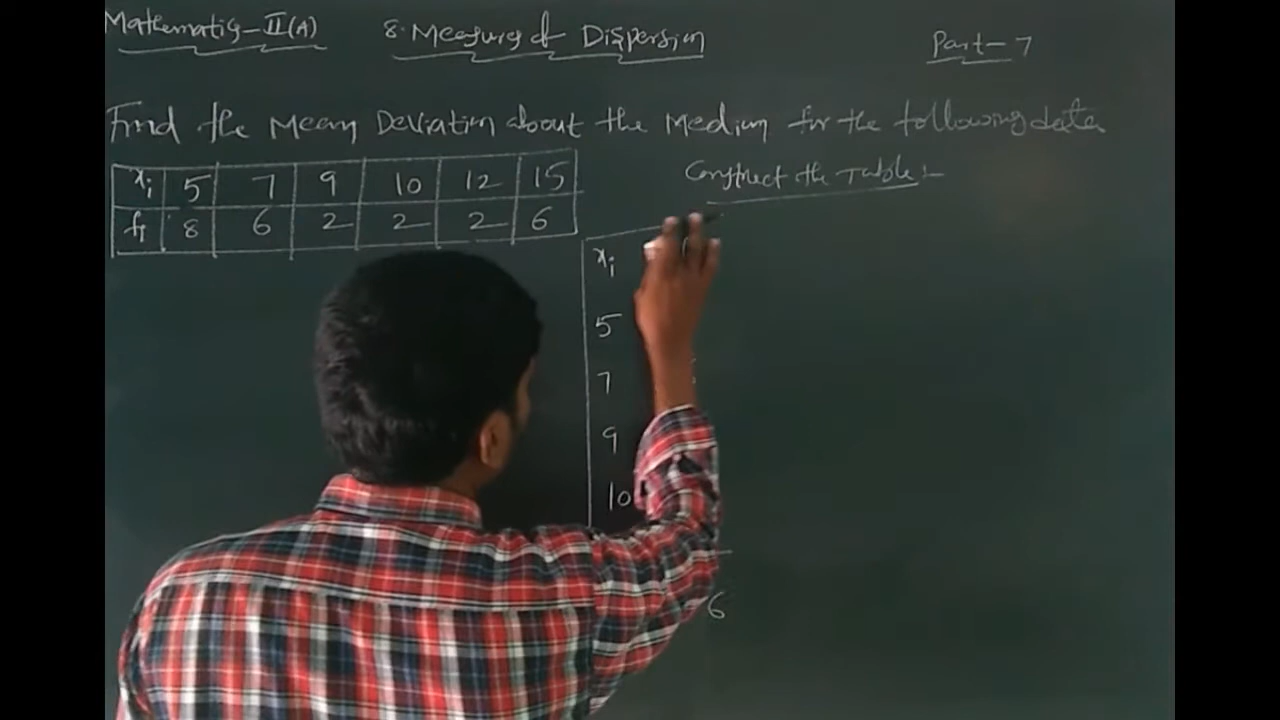 Mathematics-II(A) 8. Measures of Dispersion Part-7
Find the Mean Deviation about the Median for the following data
xi 5 7 9 10 12 15
fi 8 6 2 2 2 6
Construct the Table:-
xi
5
7
9
10
6